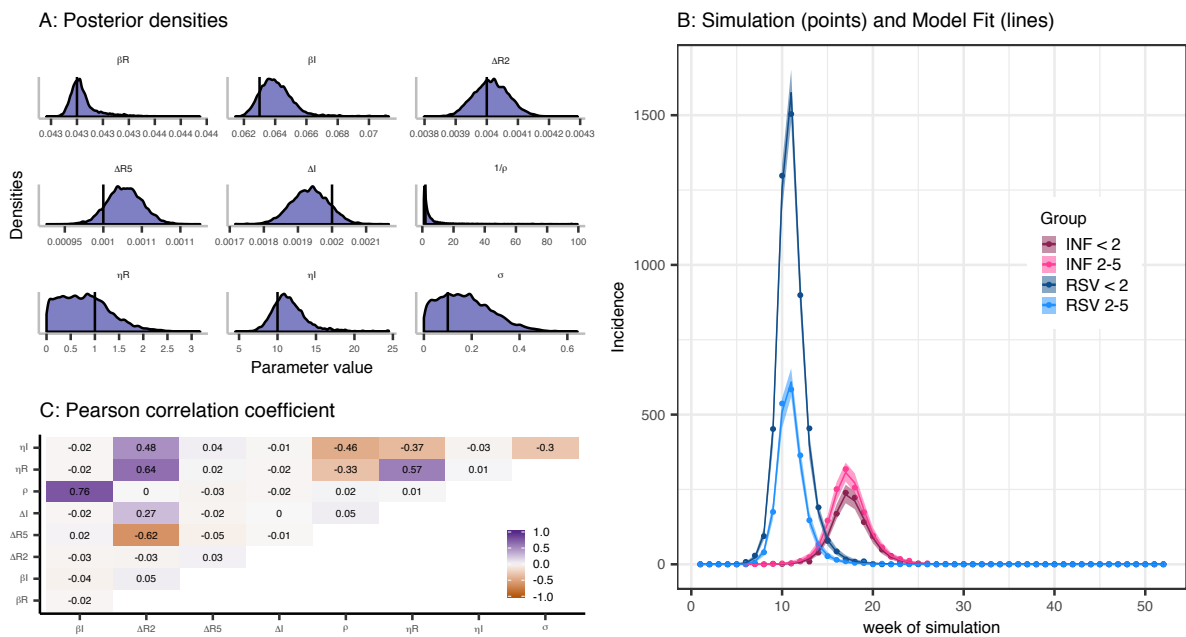 A: Posterior densities
βR βI ΔR2
0.043 0.043 0.043 0.043 0.044 0.044 0.044
0.062 0.064 0.066 0.068 0.07
0.0038 0.0039 0.004 0.0041 0.0042 0.0043
ΔR5 ΔI 1/ρ
0.00095 0.001 0.0011 0.0011
0.0017 0.0018 0.0019 0.002 0.0021
0 20 40 60 80 100
ηR ηI σ
0 0.5 1 1.5 2 2.5 3
5 10 15 20 25
0 0.2 0.4 0.6
Densities
Parameter value
C: Pearson correlation coefficient
ηI -0.02 0.48 0.04 -0.01 -0.46 -0.37 -0.03 -0.3
ηR -0.02 0.64 0.02 -0.02 -0.33 0.57 0.01
ρ 0.76 0 -0.03 -0.02 0.02 0.01
ΔI -0.02 0.27 -0.02 0 0.05
ΔR5 0.02 -0.62 -0.05 -0.01
ΔR2 -0.03 -0.03 0.03
βI -0.04 0.05
βR -0.02
βI ΔR2 ΔR5 ΔI ρ ηR ηI σ
1.0
0.5
0.0
-0.5
-1.0
B: Simulation (points) and Model Fit (lines)
1500
1000
500
0
Incidence
0 10 20 30 40 50
week of simulation
Group
INF < 2
INF 2-5
RSV < 2
RSV 2-5